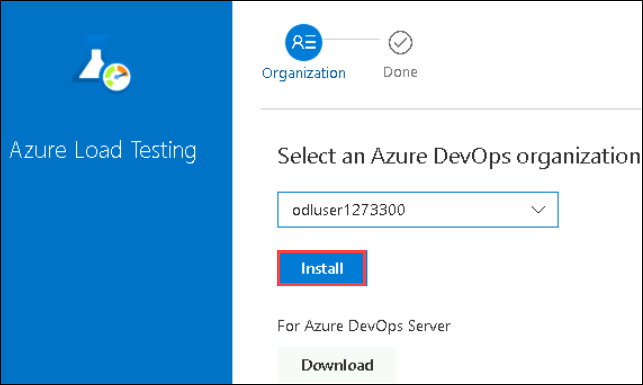 Organization
Done
Azure Load Testing
Select an Azure DevOps organization
odluser1273300
Install
For Azure DevOps Server
Download